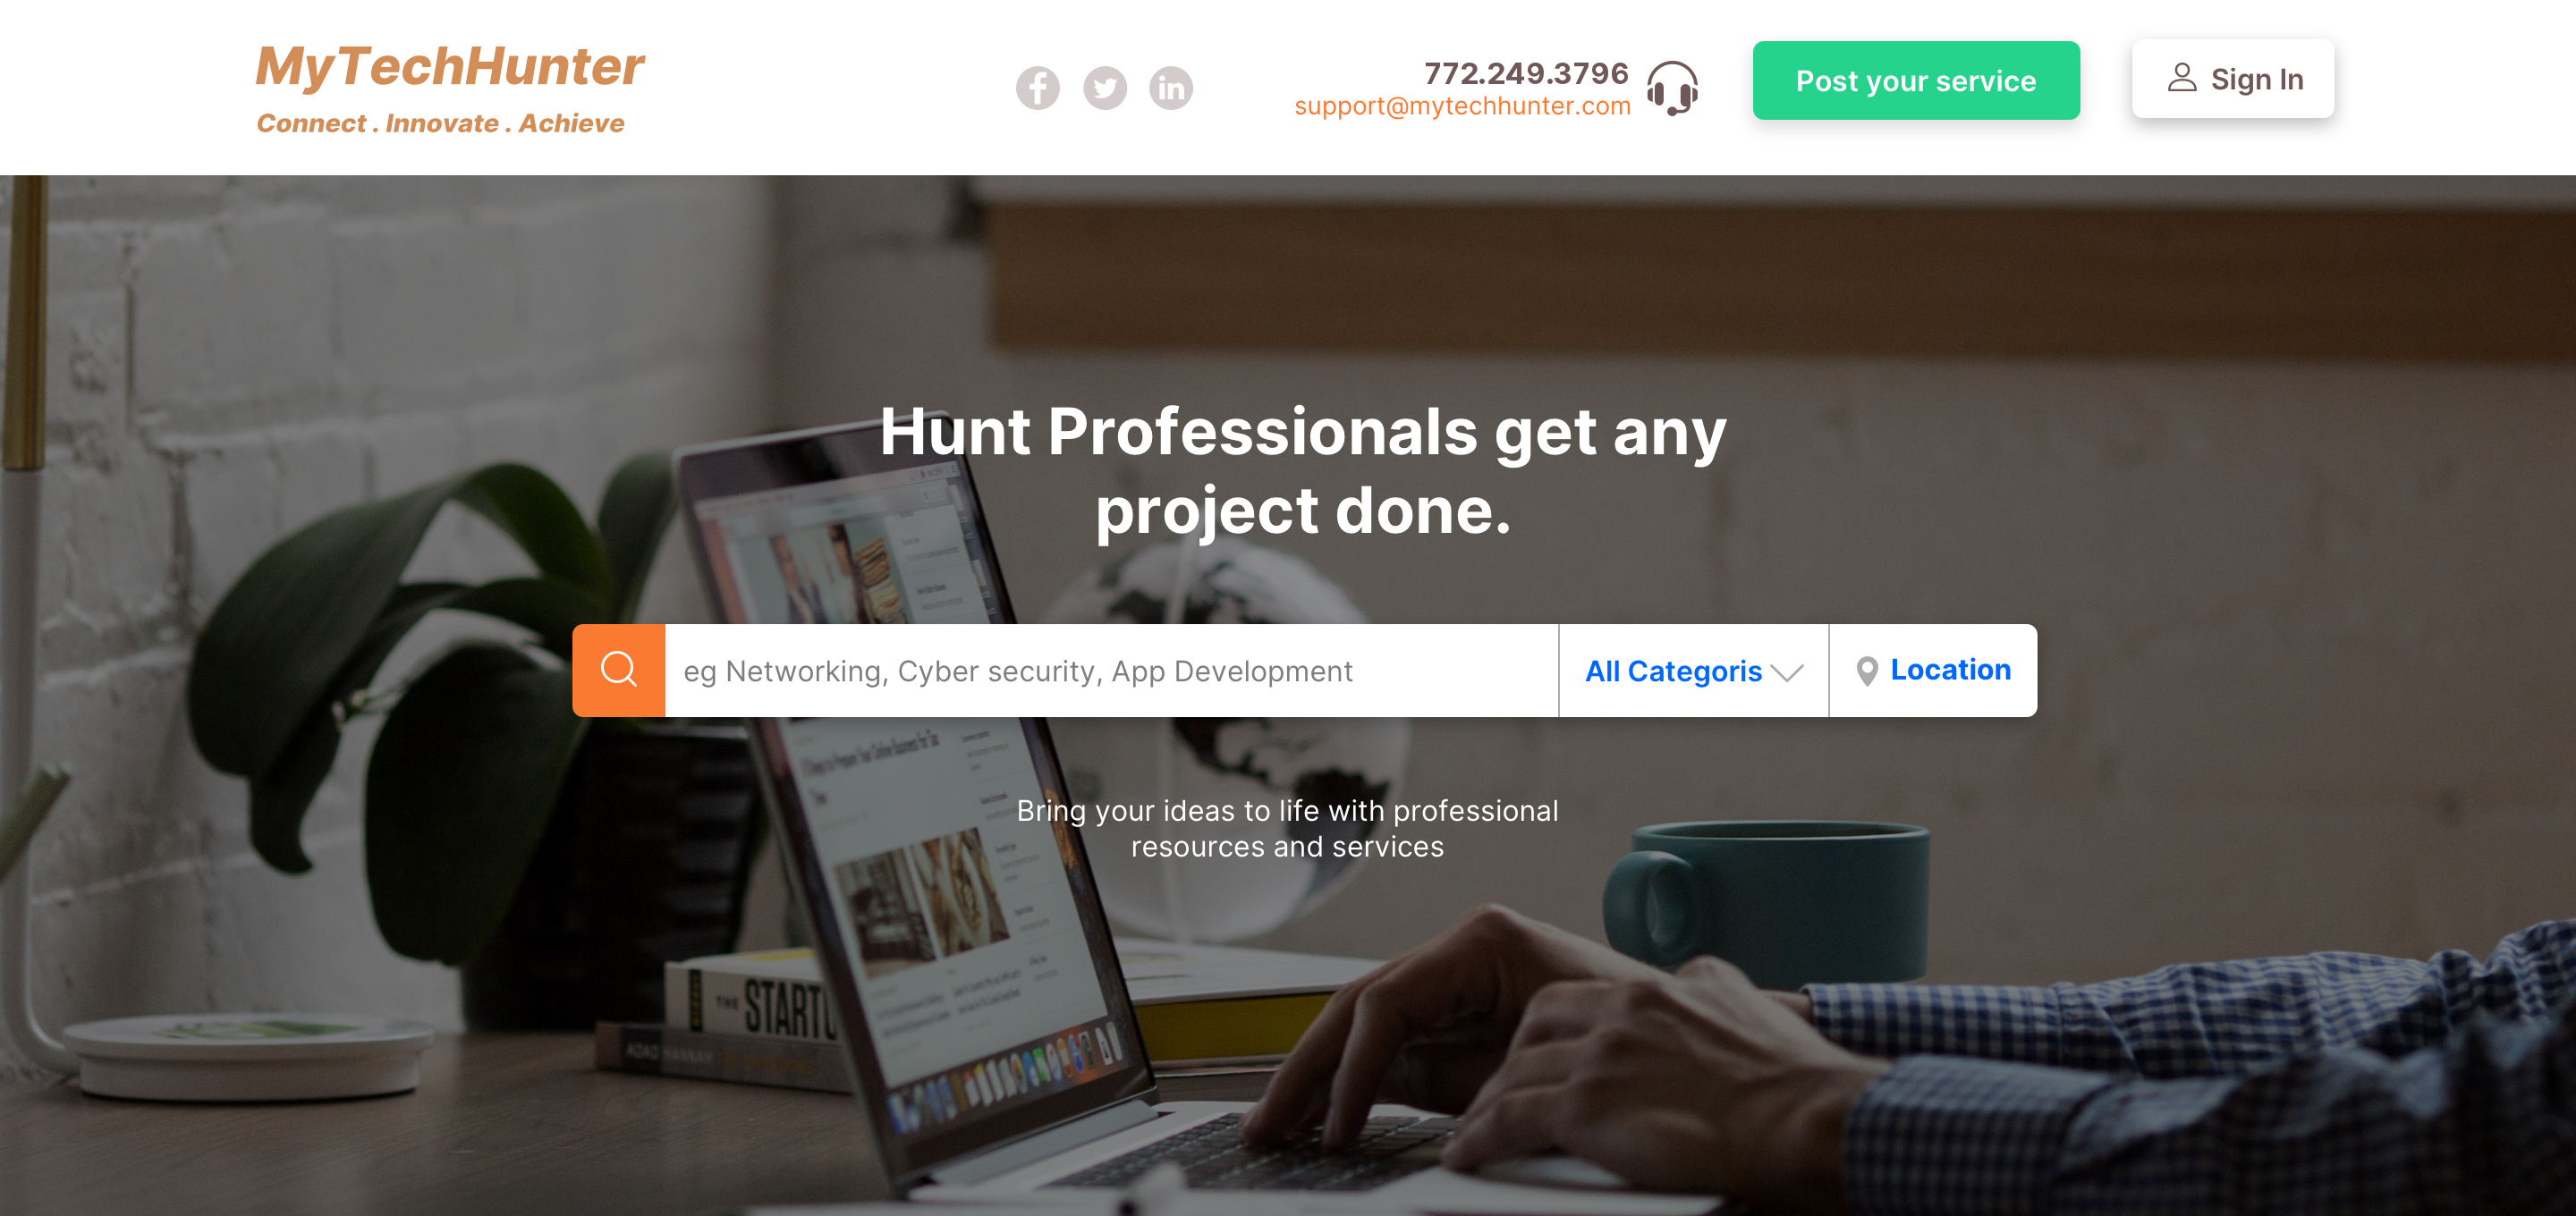 MyTechHunter
Connect . Innovate . Achieve
772.249.3796
support@mytechhunter.com
Post your service
Sign In
Hunt Professionals get any
project done.
eg Networking, Cyber security, App Development
All Categoris
Location
Bring your ideas to life with professional
resources and services
THE STARTU
ADAO HANNAH